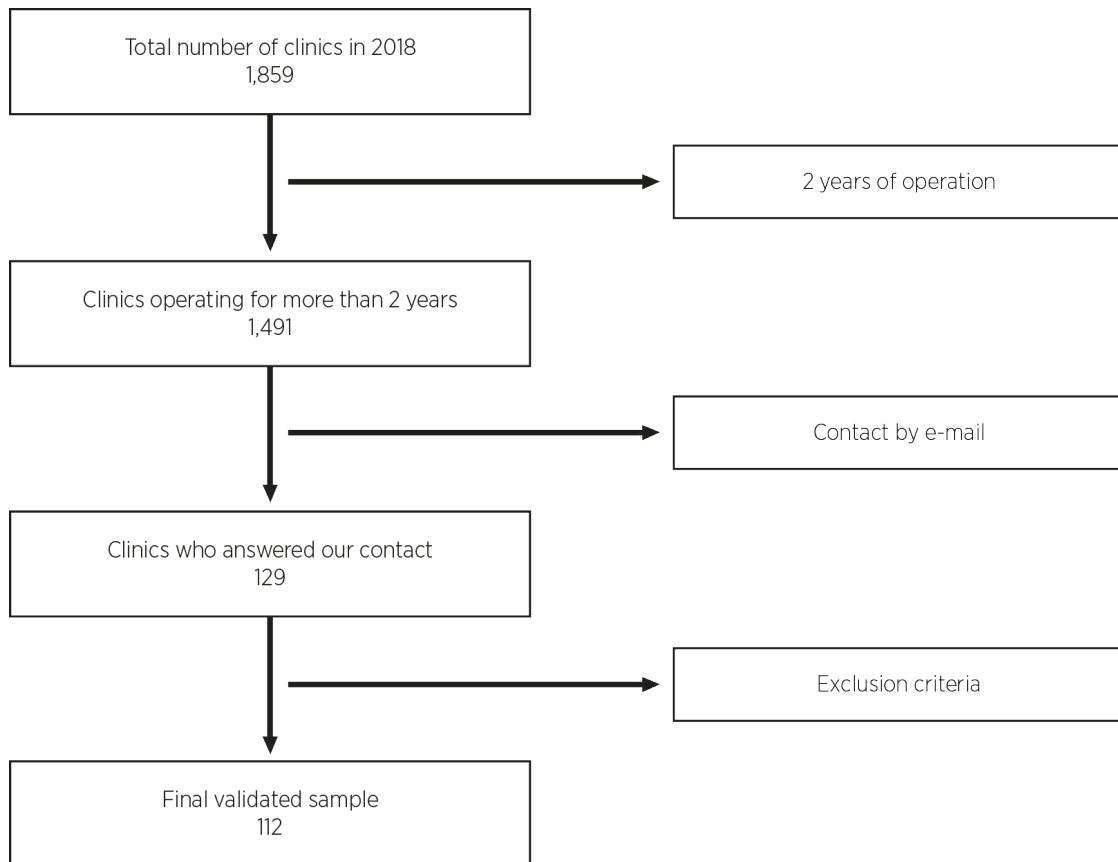 Total number of clinics in 2018
1,859
2 years of operation
Clinics operating for more than 2 years
1,491
Contact by e-mail
Clinics who answered our contact
129
Exclusion criteria
Final validated sample
112